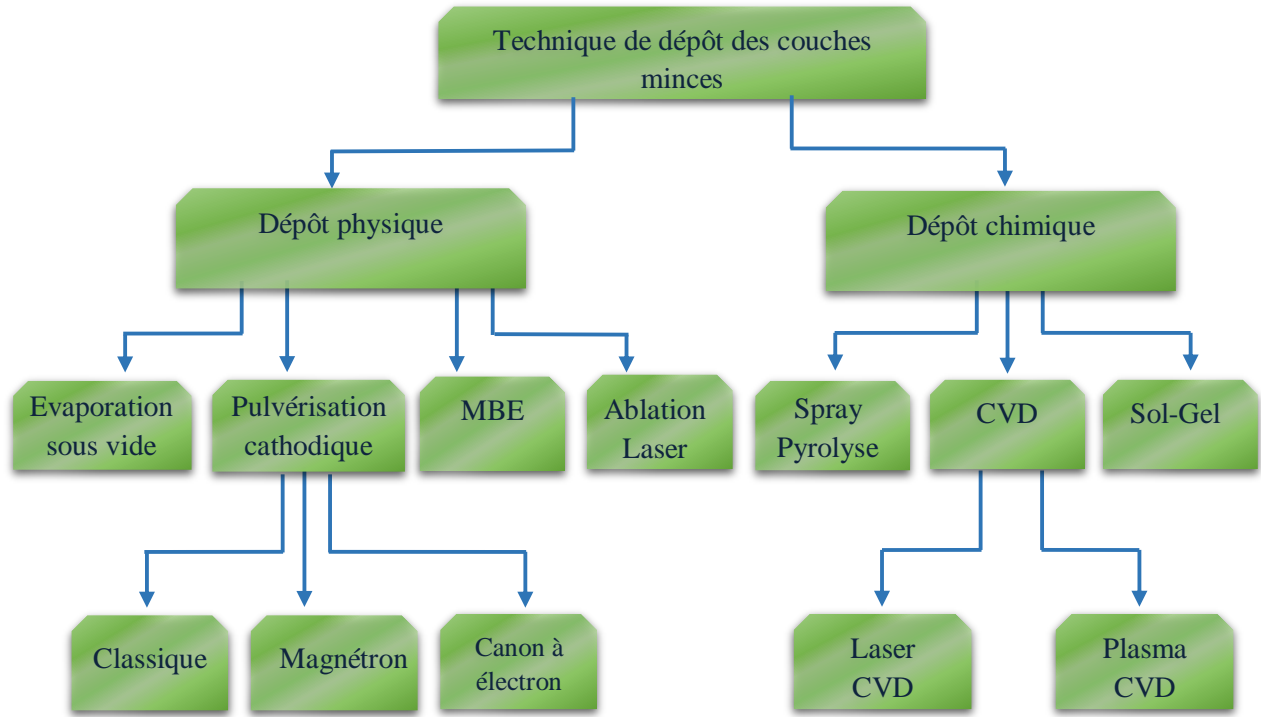 Technique de dépôt des couches
minces
Dépôt physique
Dépôt chimique
Evaporation
sous vide
Pulvérisation
cathodique
MBE
Ablation
Laser
Spray
Pyrolyse
CVD
Sol-Gel
Classique
Magnétron
Canon à
électron
Laser
CVD
Plasma
CVD